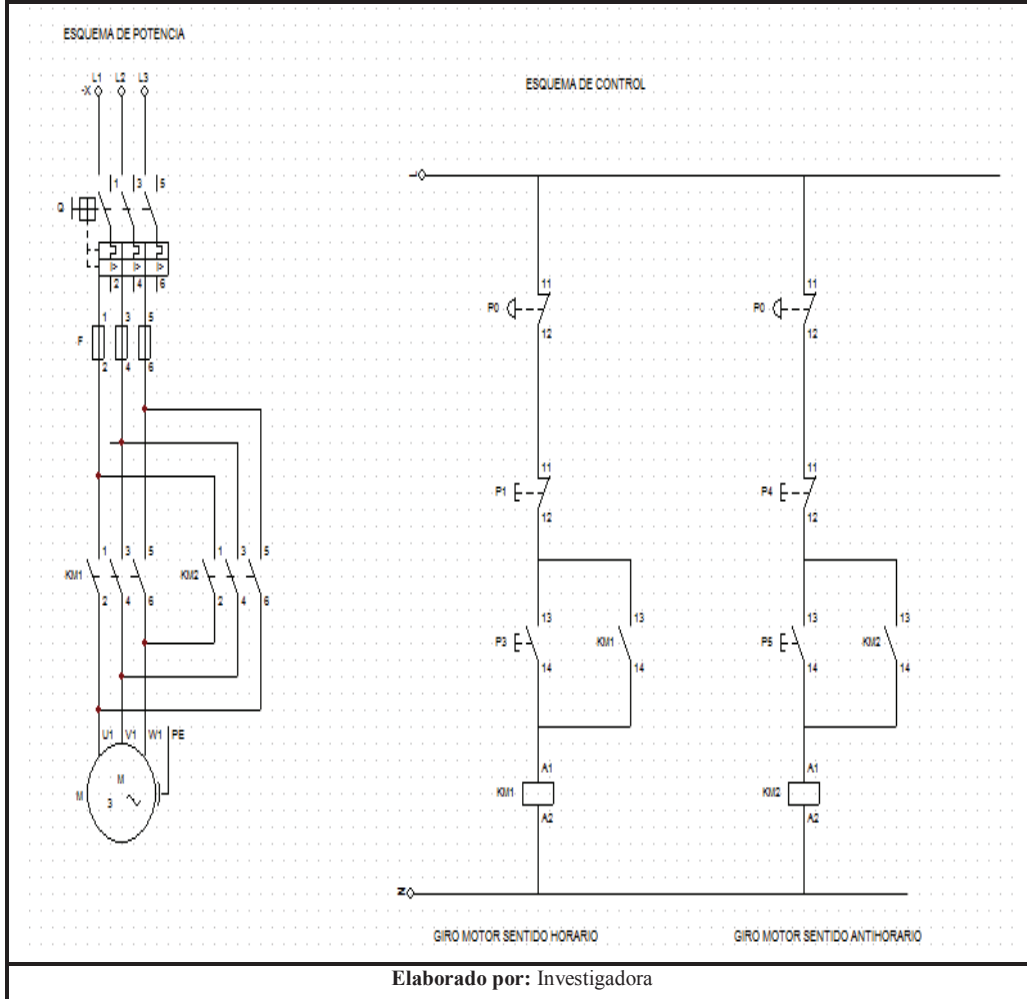 ESQUEMA DE POTENCIA
L1 L2 L3
-X
ESQUEMA DE CONTROL
1 3 5
Q
I> I> I>
2 4 6
1 3 5
F
2 4 6
1 3 5 1 3 5
KM1 KM2
2 4 6 2 4 6
U1 V1 W1 PE
M
M
3
11 11
P0 P0
12 12
11 11
P1 P4
12 12
13 13 13 13
P3 KM1 P5 KM2
14 14 14 14
A1 A1
KM1 KM2
A2 A2
N
GIRO MOTOR SENTIDO HORARIO GIRO MOTOR SENTIDO ANTIHORARIO
Elaborado por: Investigadora